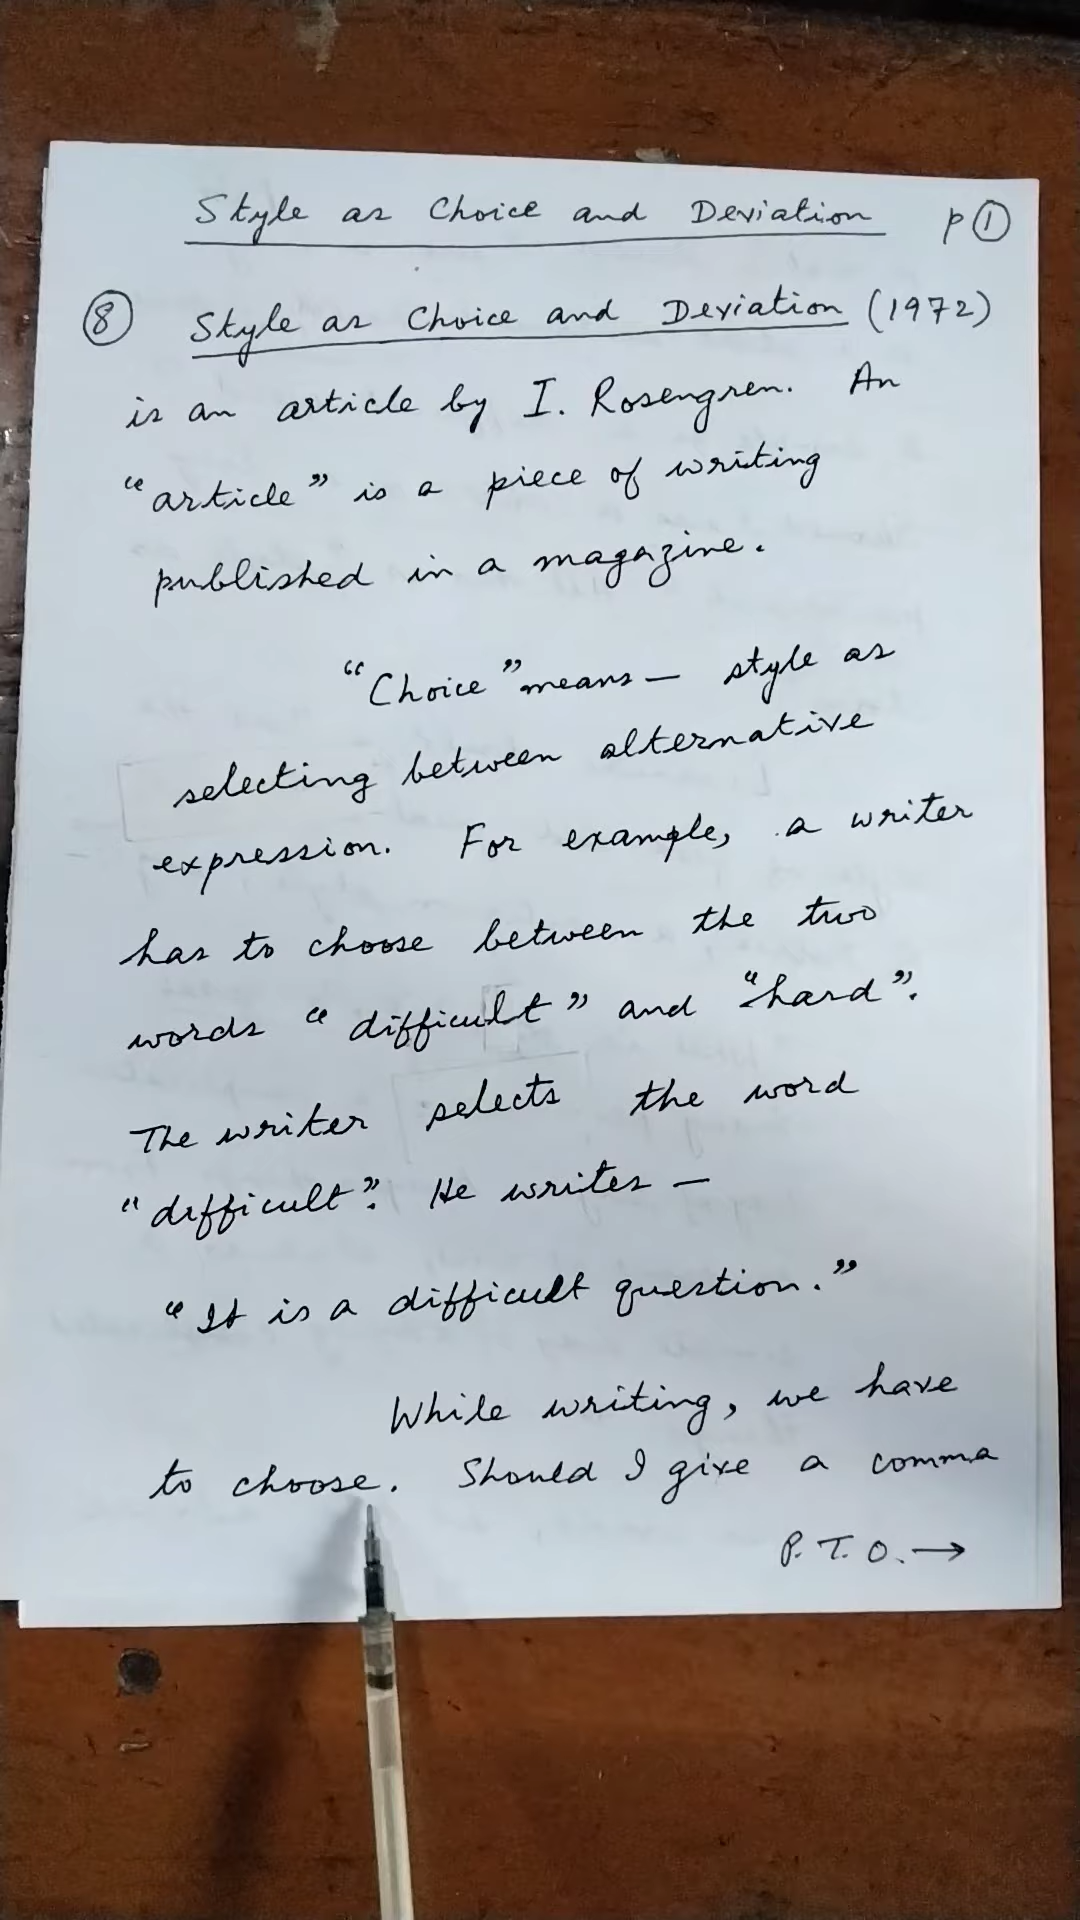 Style as Choice and Deviation p ①
⑧ Style as Choice and Deviation (1972)
is an article by I. Rosengren. An
"article" is a piece of writing
published in a magazine.
"Choice" means — style as
selecting between alternative
expression. For example, a writer
has to choose between the two
words "difficult" and "hard".
The writer selects the word
"difficult". He writes —
"It is a difficult question."
While writing, we have
to choose. Should I give a comma
P.T.O. →